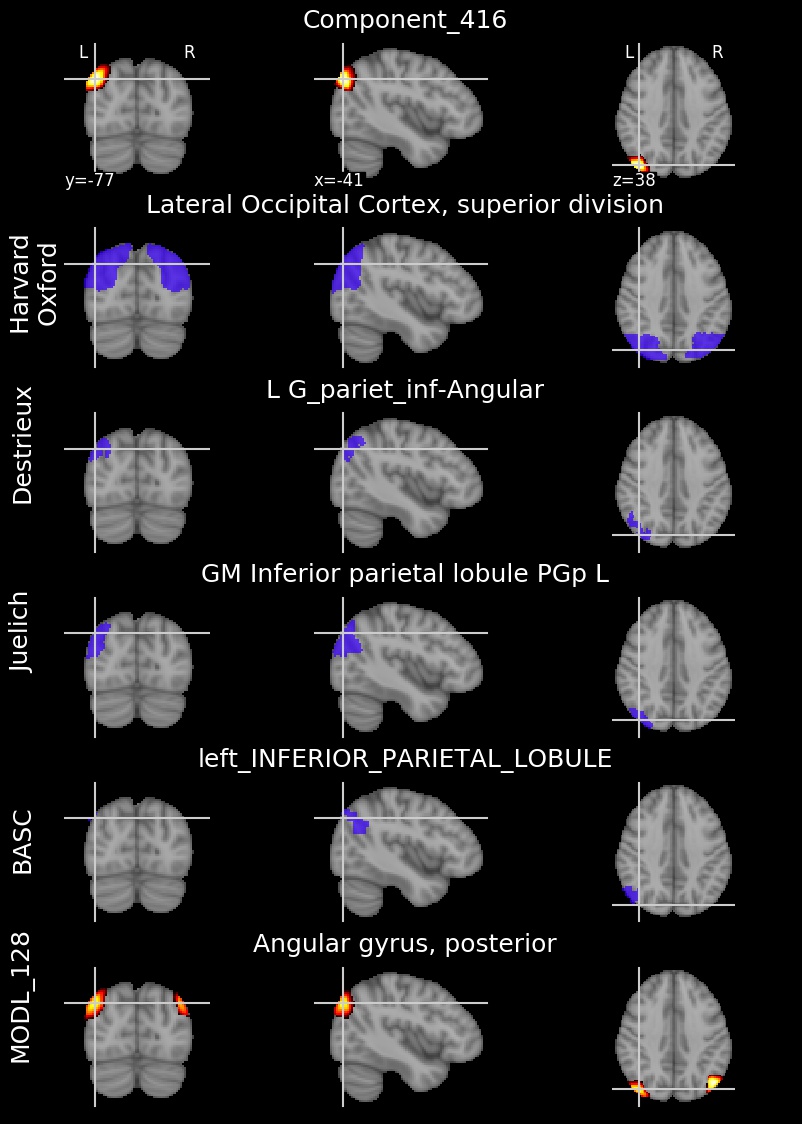 Component_416
L R
L R
y=-77
x=-41
z=38
Lateral Occipital Cortex, superior division
Harvard
Oxford
L G_pariet_inf-Angular
Destrieux
GM Inferior parietal lobule PGp L
Juelich
left_INFERIOR_PARIETAL_LOBULE
BASC
Angular gyrus, posterior
MODL_128